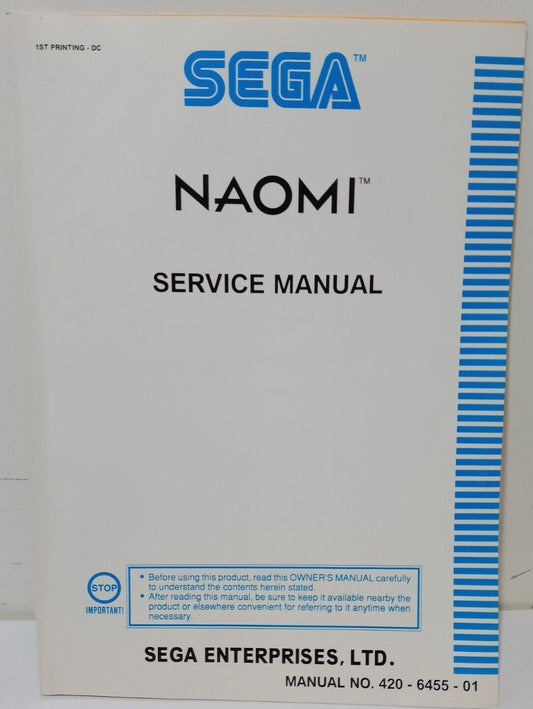 1ST PRINTING - DC
SEGA™
NAOMI™
SERVICE MANUAL
STOP
IMPORTANT!
• Before using this product, read this OWNER'S MANUAL carefully
to understand the contents herein stated.
• After reading this manual, be sure to keep it available nearby the
product or elsewhere convenient for referring to it anytime when
necessary.
SEGA ENTERPRISES, LTD.
MANUAL NO. 420 - 6455 - 01